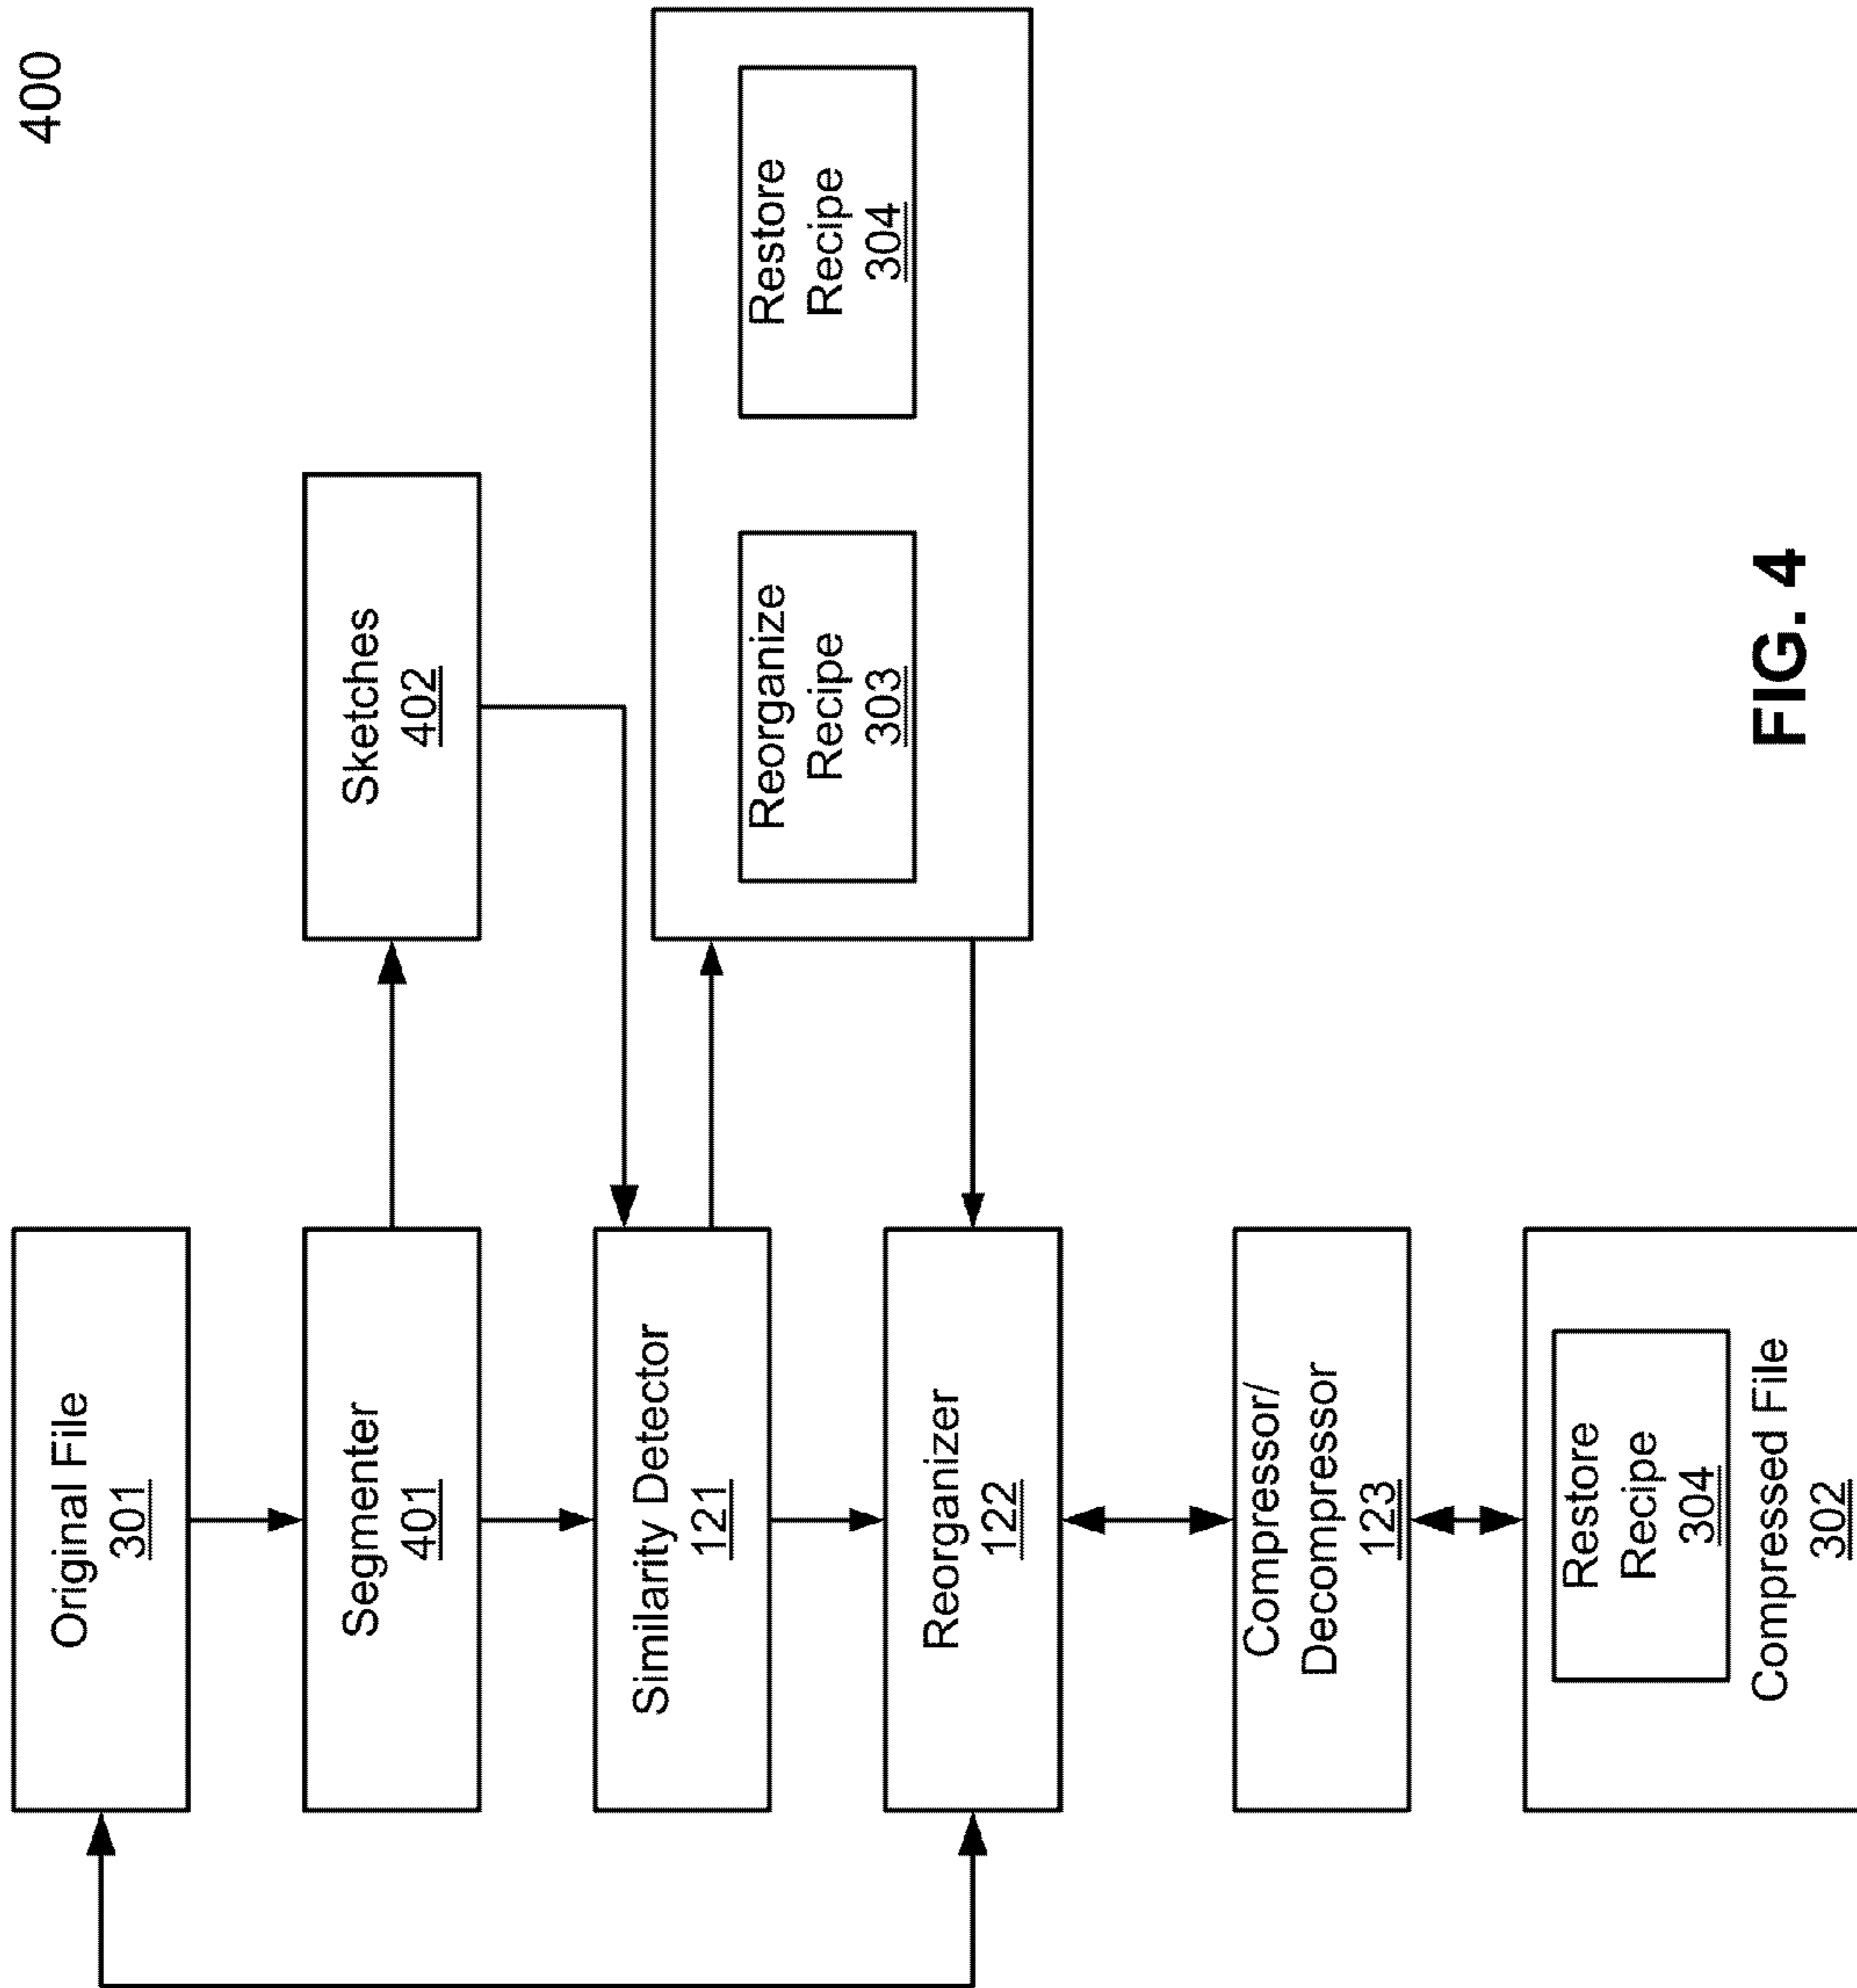 400
Original File
301
Segmenter
401
Sketches
402
Similarity Detector
121
Reorganize
Recipe
303
Restore
Recipe
304
Reorganizer
122
Compressor/
Decompressor
123
Restore
Recipe
304
Compressed File
302
FIG. 4